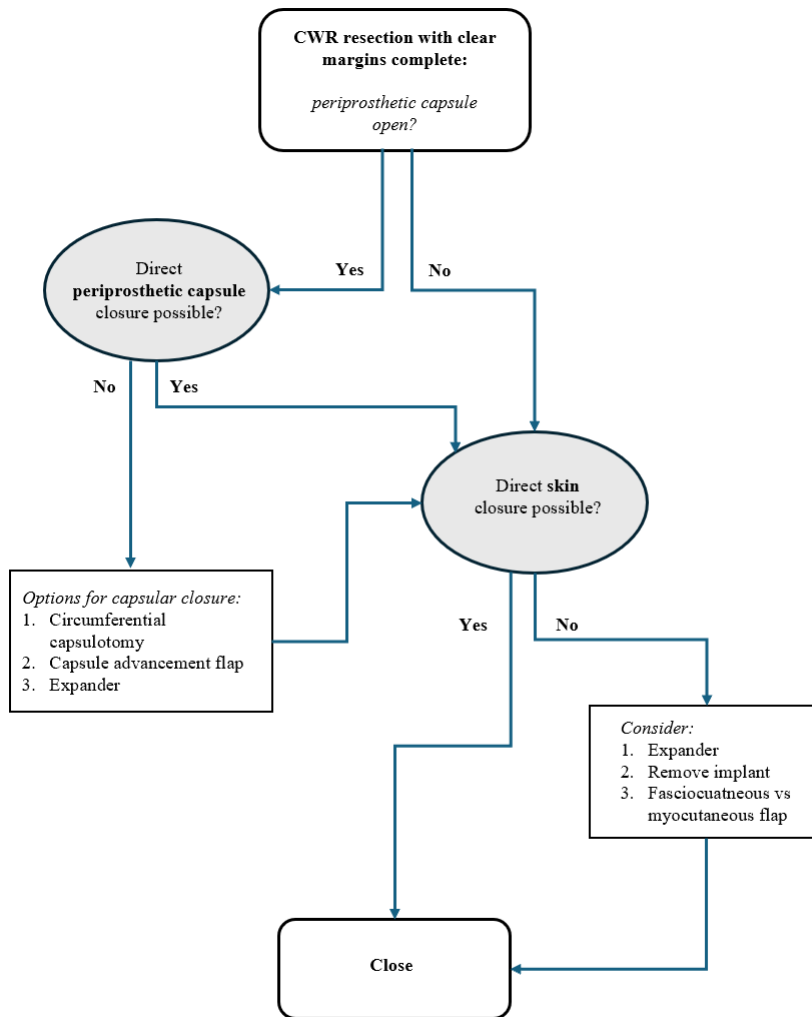 CWR resection with clear
margins complete:
periprosthetic capsule
open?
Yes
No
Direct
periprosthetic capsule
closure possible?
No
Yes
Direct skin
closure possible?
Options for capsular closure:
1. Circumferential
capsulotomy
2. Capsule advancement flap
3. Expander
Yes
No
Consider:
1. Expander
2. Remove implant
3. Fasciocuatneous vs
myocutaneous flap
Close